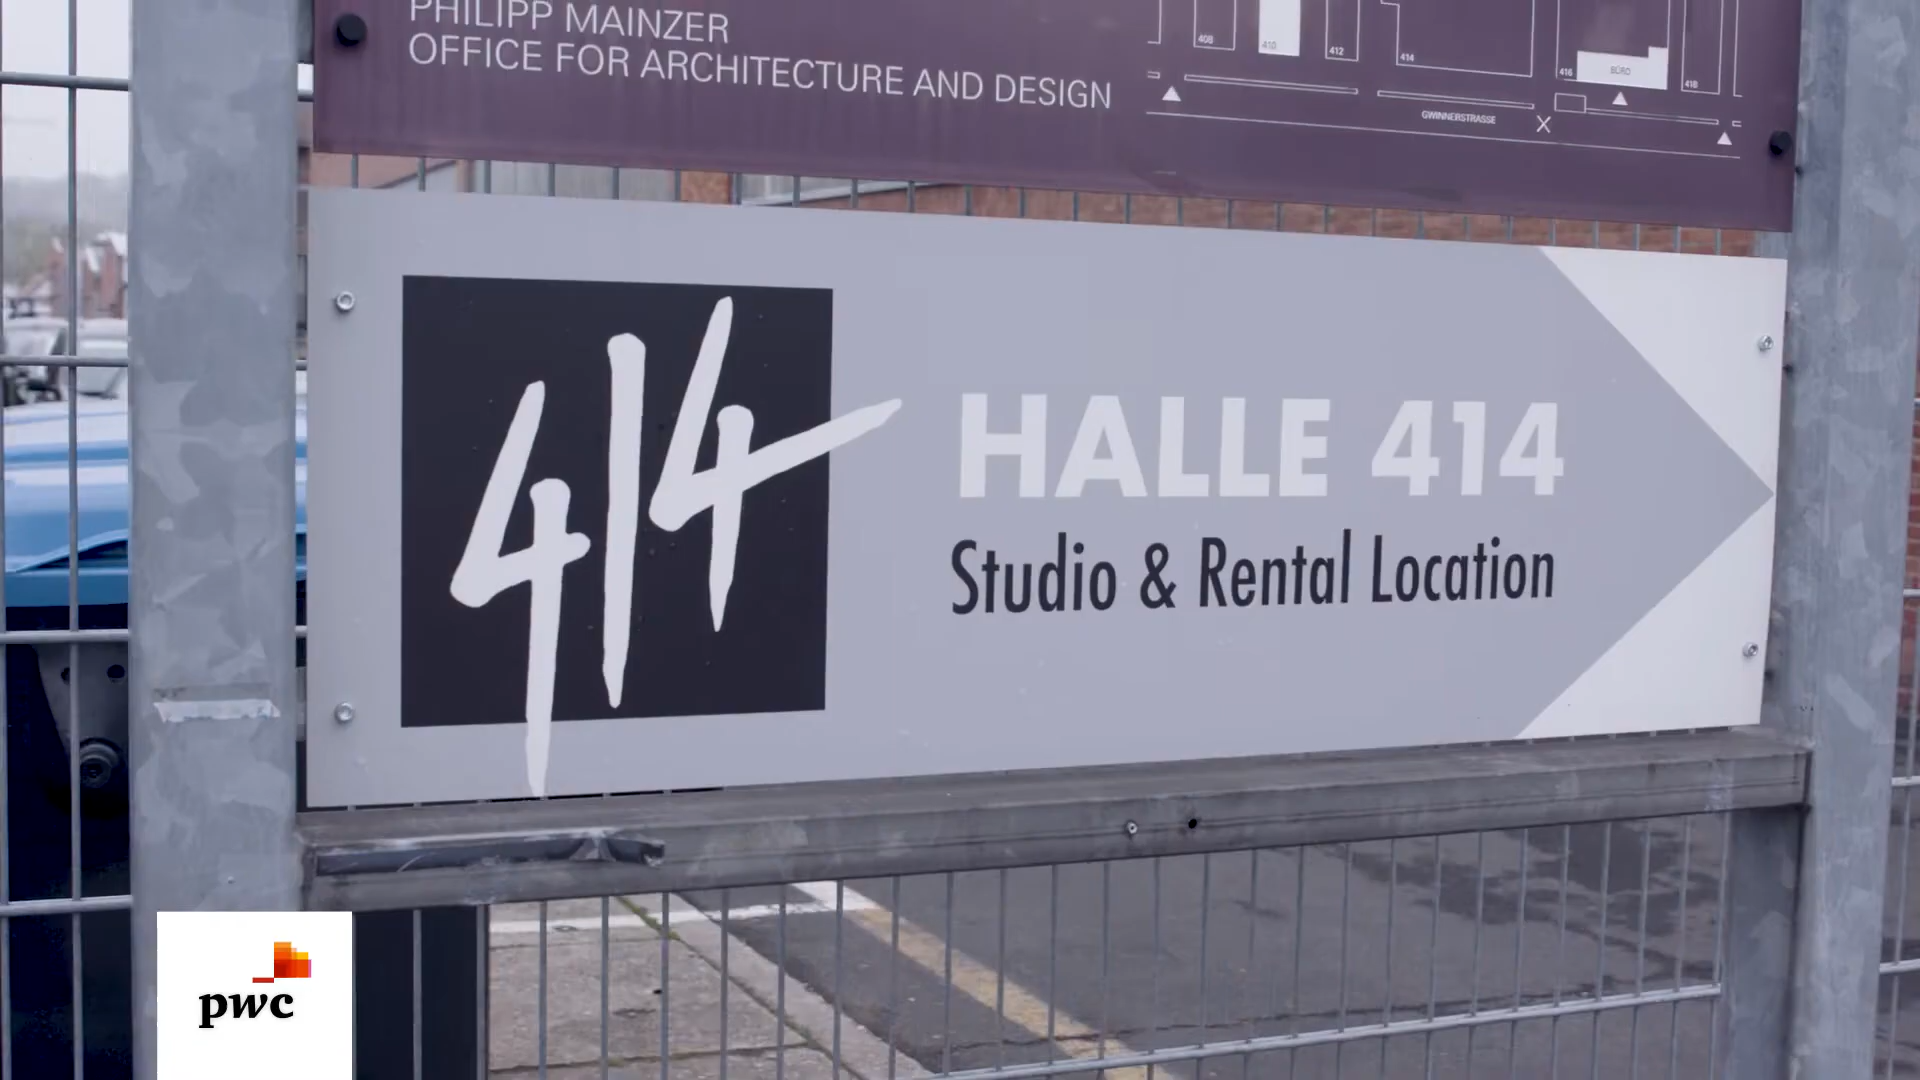 PHILIPP MAINZER
OFFICE FOR ARCHITECTURE AND DESIGN
408
410
412
414
416
BÜRO
418
GWINNERSTRASSE
X
414
HALLE 414
Studio & Rental Location
pwc